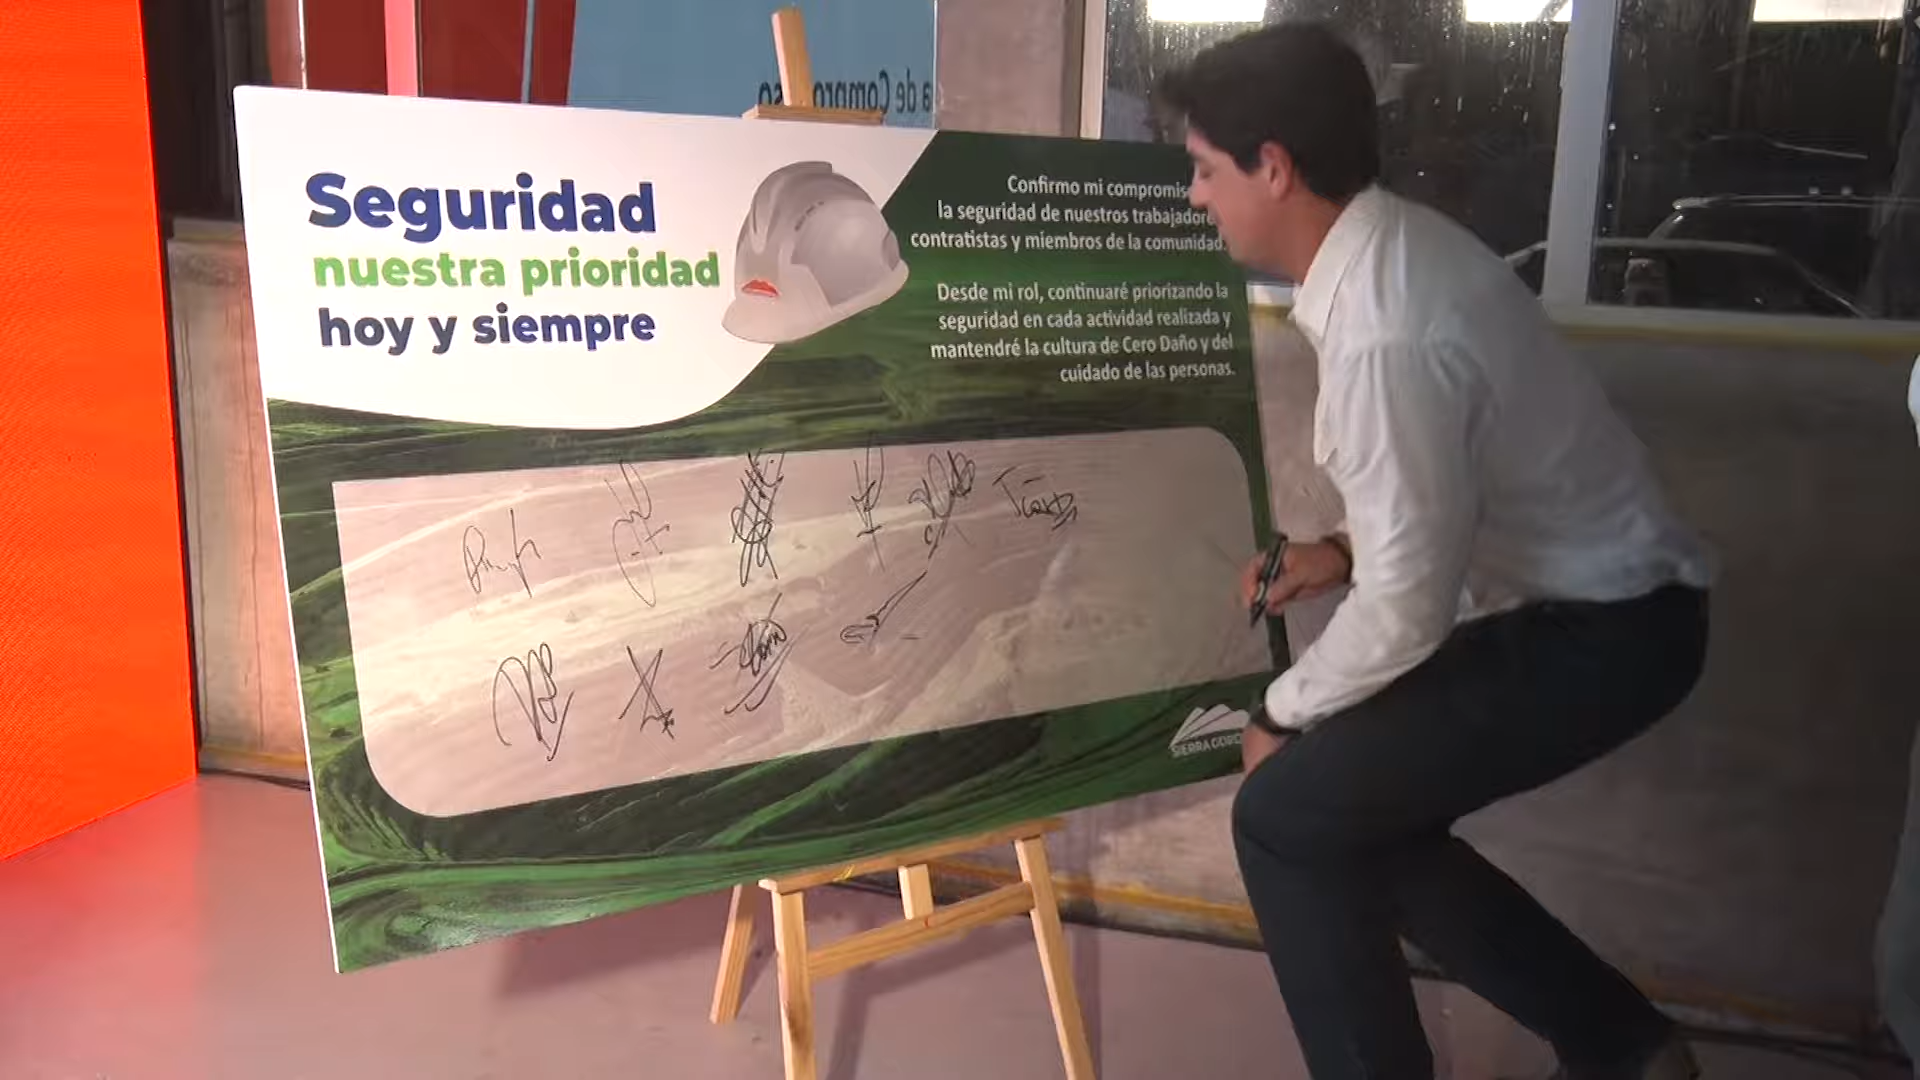 a de Compromiso
Seguridad
nuestra prioridad
hoy y siempre
Confirmo mi
la seguridad de nuestros
contratistas y miembros de la comunidad.
Desde mi rol, continuaré priorizando la
seguridad en cada actividad realizada y
mantendré la cultura de Cero Daño y del
cuidado de las personas.
SIERRA